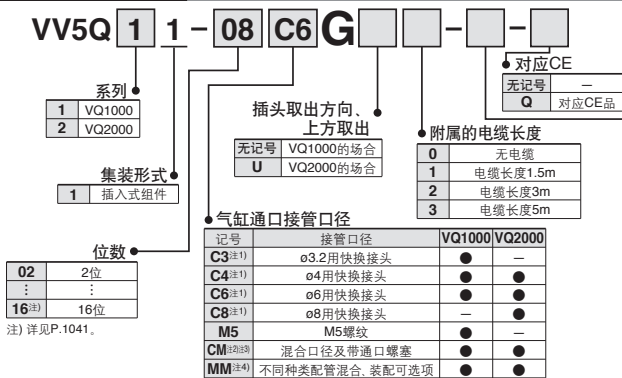 VV5Q 1 1 - 08 C6 G - -
系列
1 VQ1000
2 VQ2000
集装形式
1 插入式组件
位数
02 2位
⋮ ⋮
16注) 16位
注) 详见P.1041。
插头取出方向、
上方取出
无记号 VQ1000的场合
U VQ2000的场合
对应CE
无记号 –
Q 对应CE品
附属的电缆长度
0 无电缆
1 电缆长度1.5m
2 电缆长度3m
3 电缆长度5m
气缸通口接管口径
记号 接管口径 VQ1000 VQ2000
C3注1) ø3.2用快换接头 ● –
C4注1) ø4用快换接头 ● ●
C6注1) ø6用快换接头 ● ●
C8注1) ø8用快换接头 – ●
M5 M5螺纹 ● –
CM注2)注3) 混合口径及带通口螺塞 ● ●
MM注4) 不同种类配管混合、装配可选项 ● ●